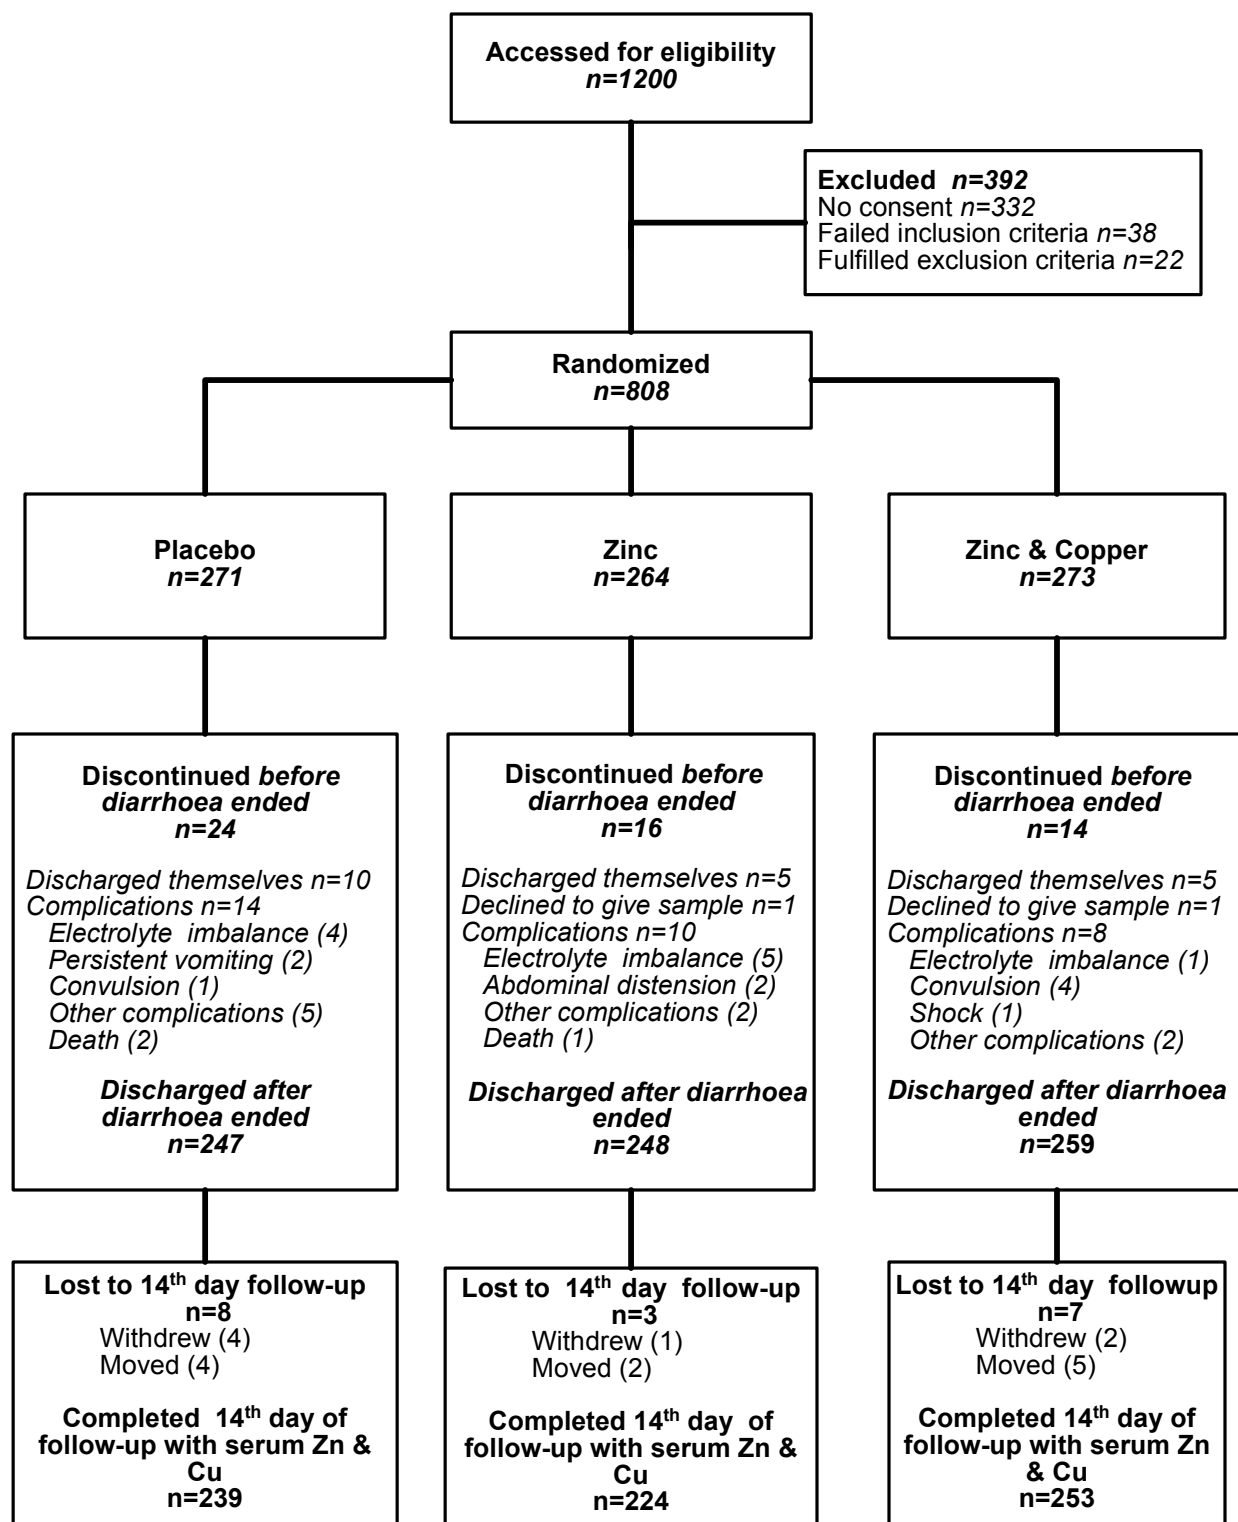 Accessed for eligibility
n=1200
Excluded n=392
No consent n=332
Failed inclusion criteria n=38
Fulfilled exclusion criteria n=22
Randomized
n=808
Placebo
n=271
Zinc
n=264
Zinc & Copper
n=273
Discontinued before
diarrhoea ended
n=24
Discharged themselves n=10
Complications n=14
Electrolyte imbalance (4)
Persistent vomiting (2)
Convulsion (1)
Other complications (5)
Death (2)
Discharged after
diarrhoea ended
n=247
Discontinued before
diarrhoea ended
n=16
Discharged themselves n=5
Declined to give sample n=1
Complications n=10
Electrolyte imbalance (5)
Abdominal distension (2)
Other complications (2)
Death (1)
Discharged after diarrhoea
ended
n=248
Discontinued before
diarrhoea ended
n=14
Discharged themselves n=5
Declined to give sample n=1
Complications n=8
Electrolyte imbalance (1)
Convulsion (4)
Shock (1)
Other complications (2)
Discharged after diarrhoea
ended
n=259
Lost to 14th day follow-up
n=8
Withdrew (4)
Moved (4)
Completed 14th day of
follow-up with serum Zn &
Cu
n=239
Lost to 14th day follow-up
n=3
Withdrew (1)
Moved (2)
Completed 14th day of
follow-up with serum Zn &
Cu
n=224
Lost to 14th day followup
n=7
Withdrew (2)
Moved (5)
Completed 14th day of
follow-up with serum Zn
& Cu
n=253